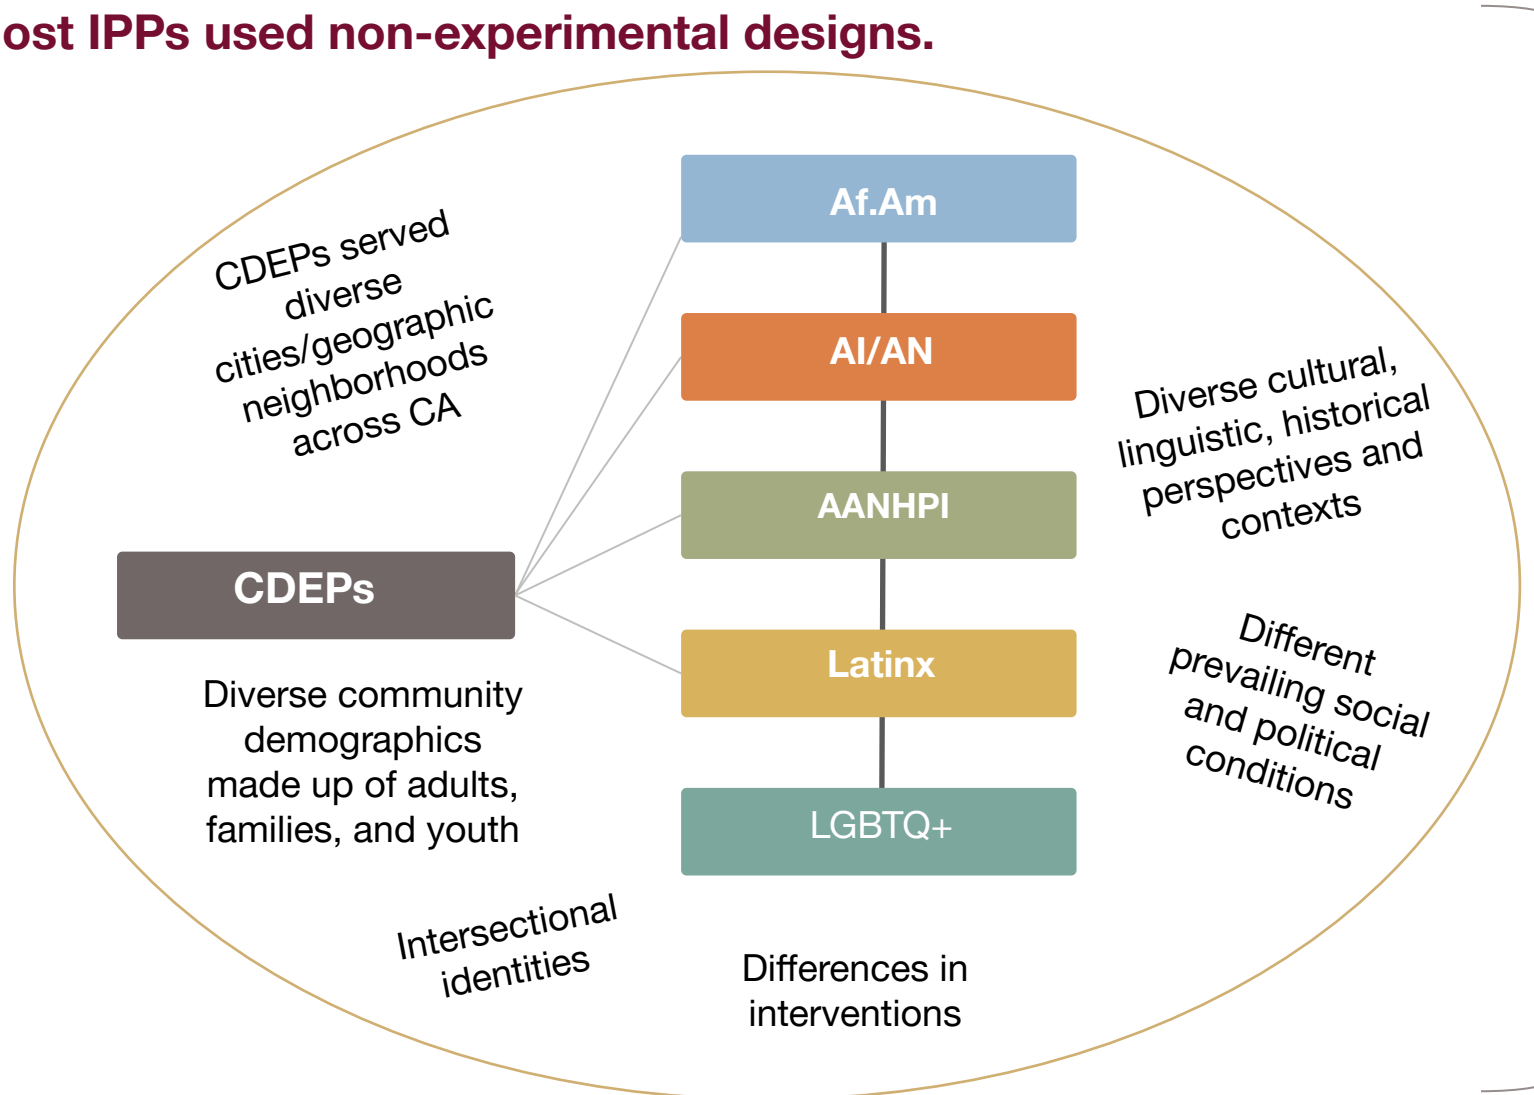 ost IPPs used non-experimental designs.
CDEPs served
diverse
cities/geographic
neighborhoods
across CA
CDEPs
Diverse community
demographics
made up of adults,
families, and youth
Intersectional
identities
Af.Am
AI/AN
AANHPI
Latinx
LGBTQ+
Differences in
interventions
Diverse cultural,
linguistic, historical
perspectives and
contexts
Different
prevailing social
and political
conditions